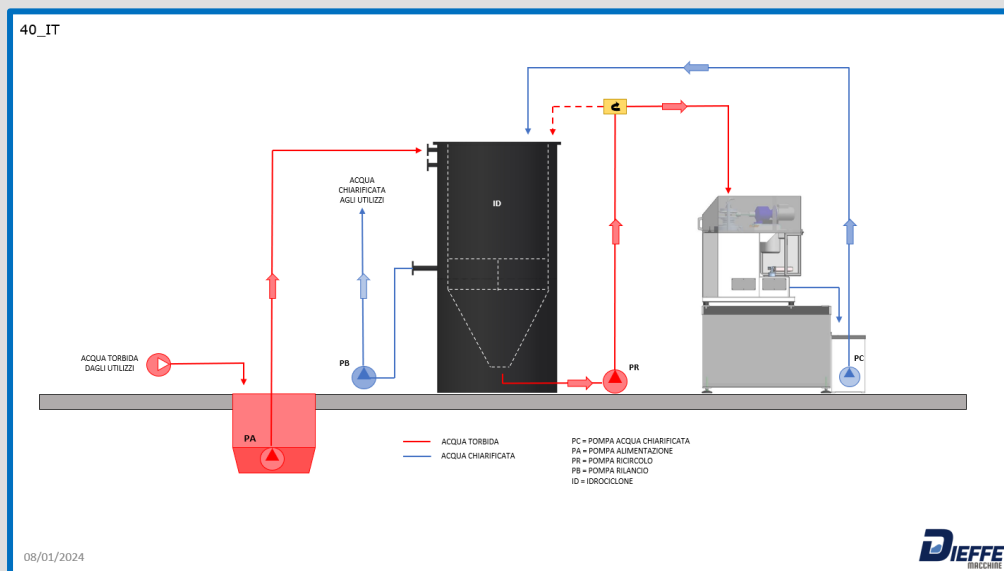 40_IT
ACQUA
CHIARIFICATA
AGLI UTILIZZI
ID
ACQUA TORBIDA
DAGLI UTILIZZI
PB
PR
PC
PA
ACQUA TORBIDA
ACQUA CHIARIFICATA
PC = POMPA ACQUA CHIARIFICATA
PA = POMPA ALIMENTAZIONE
PR = POMPA RICIRCOLO
PB = POMPA RILANCIO
ID = IDROCICLONE
08/01/2024
DIEFFE
MACCHINE